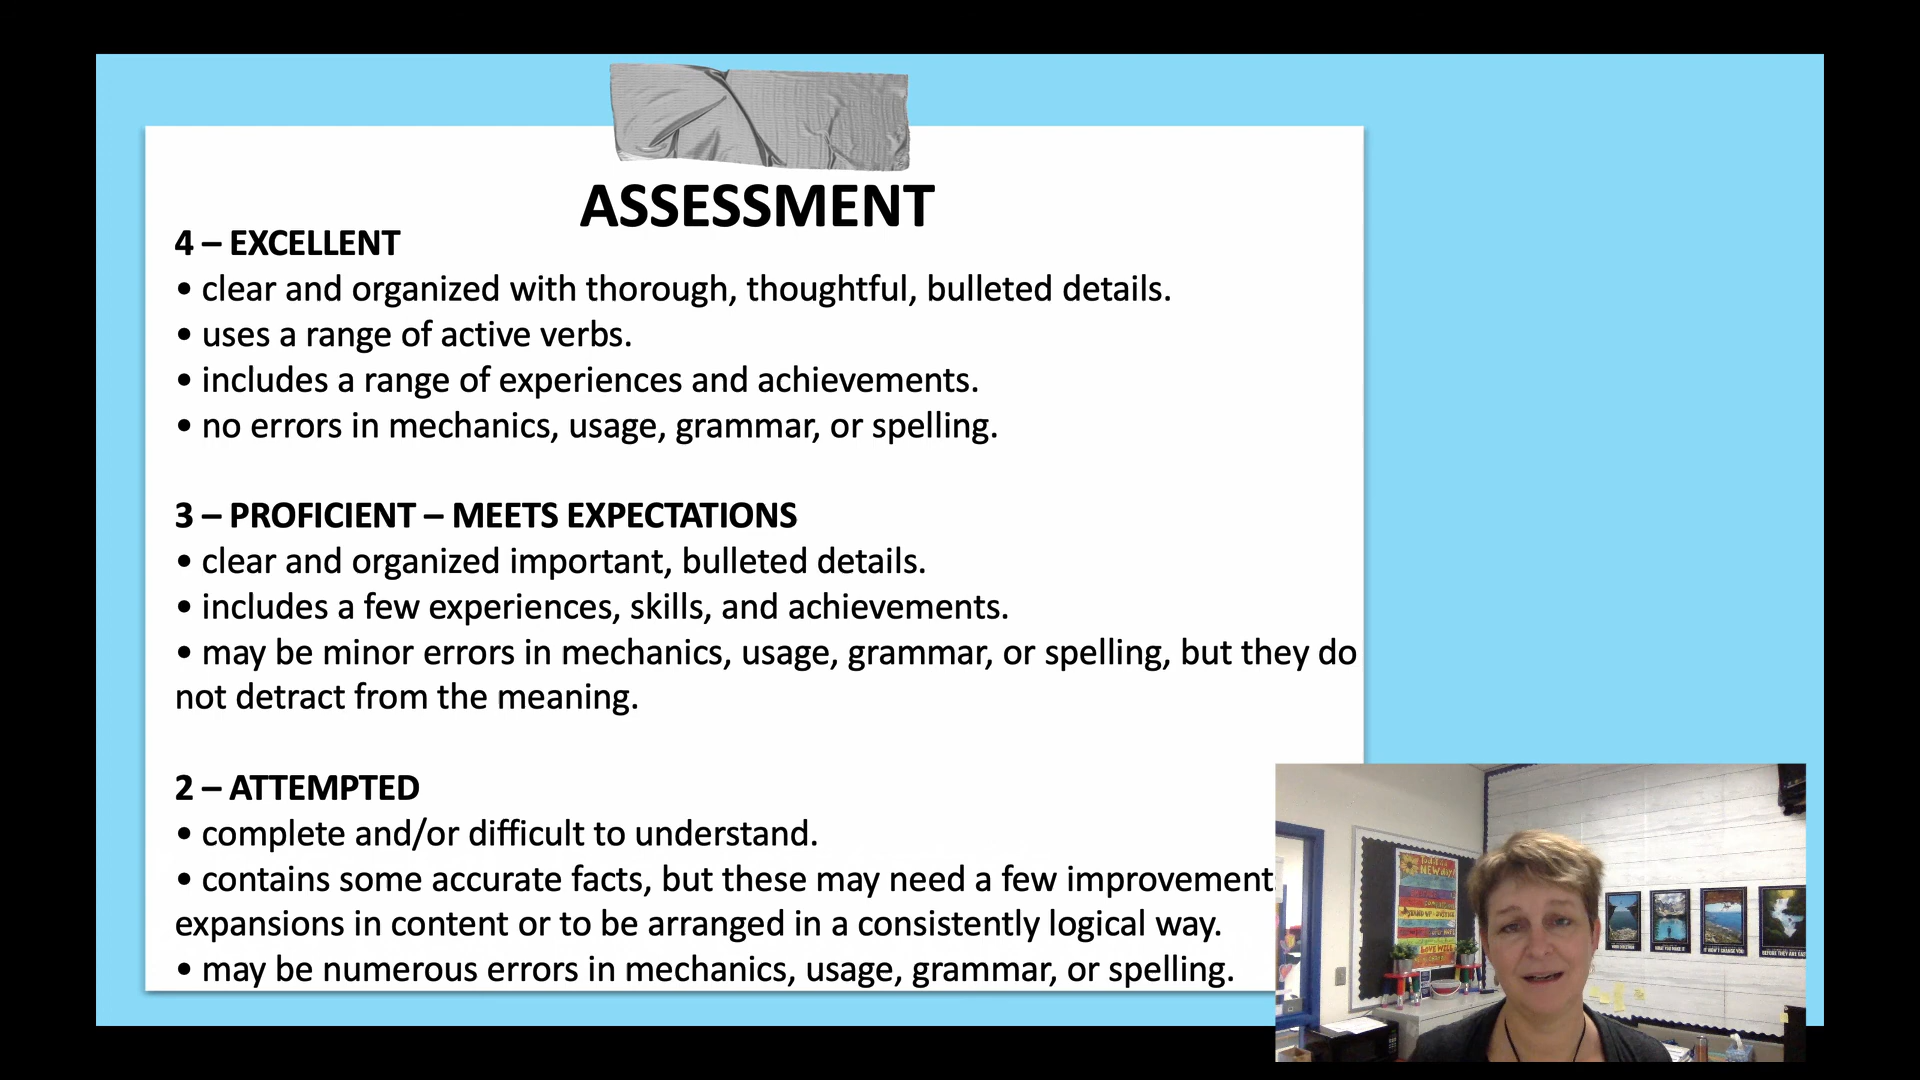 ASSESSMENT
4 – EXCELLENT
• clear and organized with thorough, thoughtful, bulleted details.
• uses a range of active verbs.
• includes a range of experiences and achievements.
• no errors in mechanics, usage, grammar, or spelling.
3 – PROFICIENT – MEETS EXPECTATIONS
• clear and organized important, bulleted details.
• includes a few experiences, skills, and achievements.
• may be minor errors in mechanics, usage, grammar, or spelling, but they do
not detract from the meaning.
2 – ATTEMPTED
• complete and/or difficult to understand.
• contains some accurate facts, but these may need a few improvement
expansions in content or to be arranged in a consistently logical way.
• may be numerous errors in mechanics, usage, grammar, or spelling.